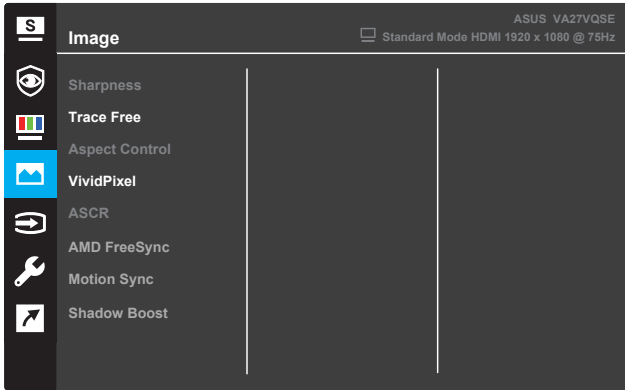 S
ASUS VA27VQSE
Image
Standard Mode HDMI 1920 x 1080 @ 75Hz
Sharpness
Trace Free
Aspect Control
VividPixel
ASCR
AMD FreeSync
Motion Sync
Shadow Boost